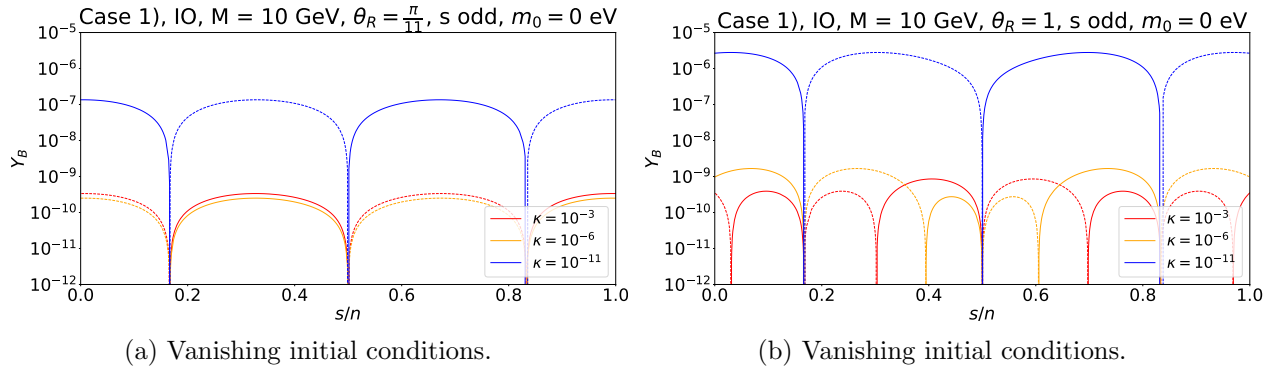 Case 1), IO, M = 10 GeV, θ_R = π/11, s odd, m_0 = 0 eV
10^{-5}
10^{-6}
10^{-7}
10^{-8}
10^{-9}
10^{-10}
10^{-11}
10^{-12}
Y_B
0.0 0.2 0.4 0.6 0.8 1.0
s/n
κ = 10^{-3}
κ = 10^{-6}
κ = 10^{-11}
(a) Vanishing initial conditions.
Case 1), IO, M = 10 GeV, θ_R = 1, s odd, m_0 = 0 eV
10^{-5}
10^{-6}
10^{-7}
10^{-8}
10^{-9}
10^{-10}
10^{-11}
10^{-12}
Y_B
0.0 0.2 0.4 0.6 0.8 1.0
s/n
κ = 10^{-3}
κ = 10^{-6}
κ = 10^{-11}
(b) Vanishing initial conditions.